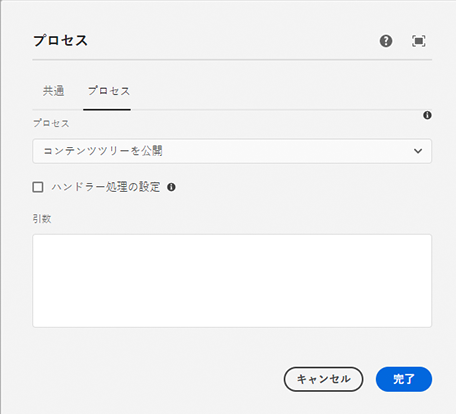 プロセス
共通 プロセス
プロセス
コンテンツツリーを公開
ハンドラー処理の設定
引数
キャンセル 完了